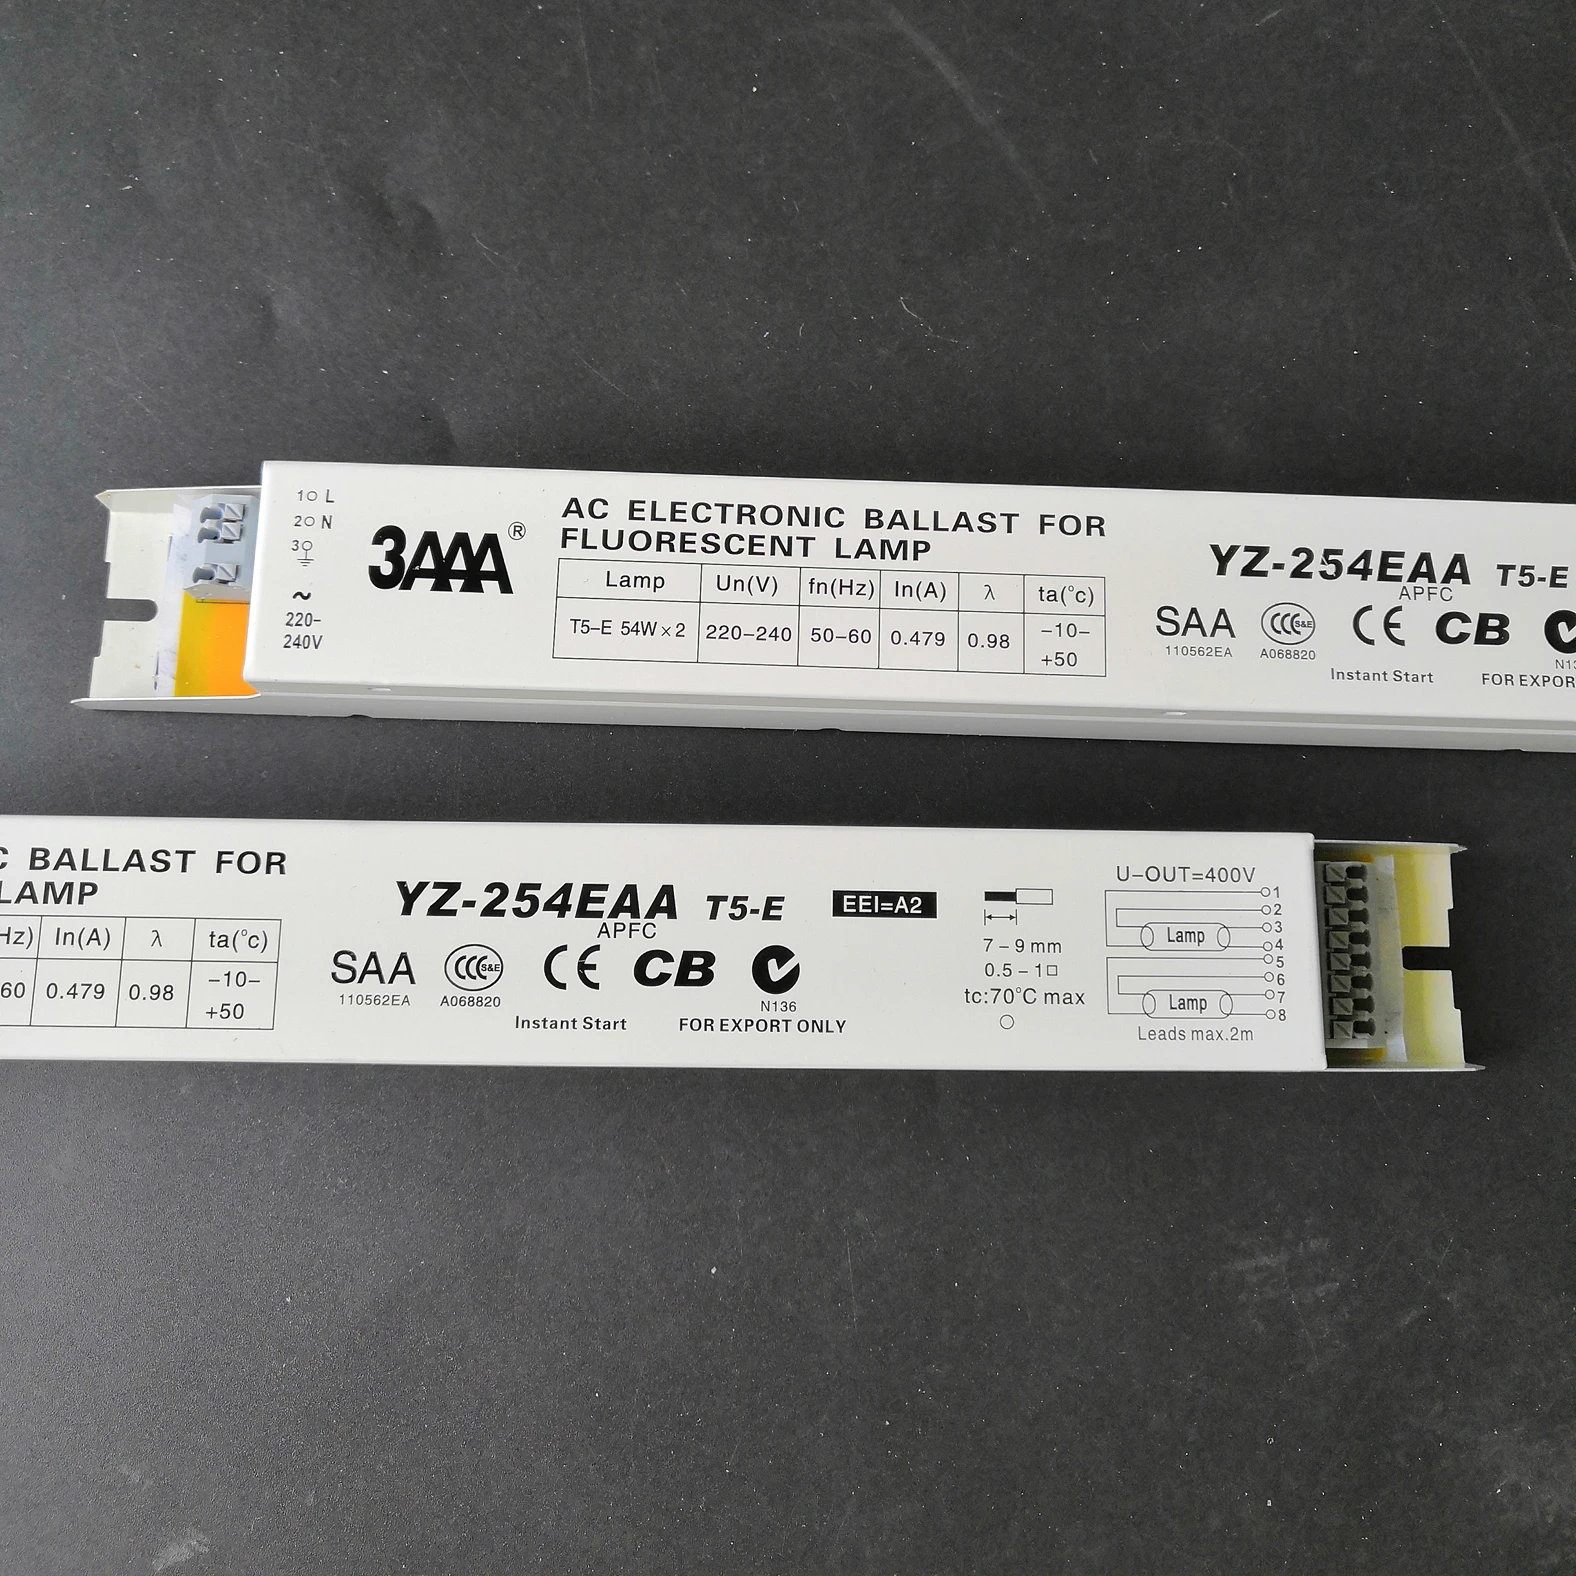 1 L
2 N
3
~
220-
240V
3AAA®
AC ELECTRONIC BALLAST FOR
FLUORESCENT LAMP
Lamp Un(V) fn(Hz) In(A) λ ta(°c)
T5-E 54W×2 220-240 50-60 0.479 0.98 -10-
+50
YZ-254EAA T5-E
APFC
SAA CCC S&E CE CB
110562EA A068820 N13
Instant Start FOR EXPOR
C BALLAST FOR
LAMP
Hz) In(A) λ ta(°c)
60 0.479 0.98 -10-
+50
YZ-254EAA T5-E EEI=A2
APFC
SAA CCC S&E CE CB
110562EA A068820 N136
Instant Start FOR EXPORT ONLY
7-9 mm
0.5-1□
tc:70°C max
U-OUT=400V
1
2
Lamp 3
4
5
6
Lamp 7
8
Leads max.2m